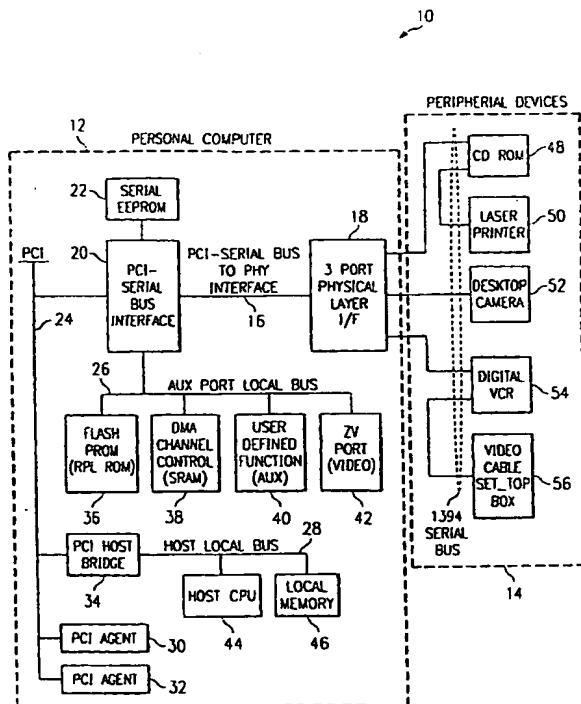 10
PERIPHERIAL DEVICES
12
PERSONAL COMPUTER
CD ROM
48
22
SERIAL
EEPROM
18
LASER
PRINTER
50
PCI
20
PCI-
SERIAL
BUS
INTERFACE
PCI-SERIAL BUS
TO PHY
INTERFACE
16
3 PORT
PHYSICAL
LAYER
I/F
DESKTOP
CAMERA
52
24
26
AUX PORT LOCAL BUS
DIGITAL
VCR
54
FLASH
PROM
(RPL ROM)
36
DMA
CHANNEL
CONTROL
(SRAM)
38
USER
DEFINED
FUNCTION
(AUX)
40
ZV
PORT
(VIDEO)
42
VIDEO
CABLE
SET_TOP
BOX
56
1394
SERIAL
BUS
14
PCI HOST
BRIDGE
34
HOST LOCAL BUS
28
HOST CPU
44
LOCAL
MEMORY
46
PCI AGENT
30
PCI AGENT
32